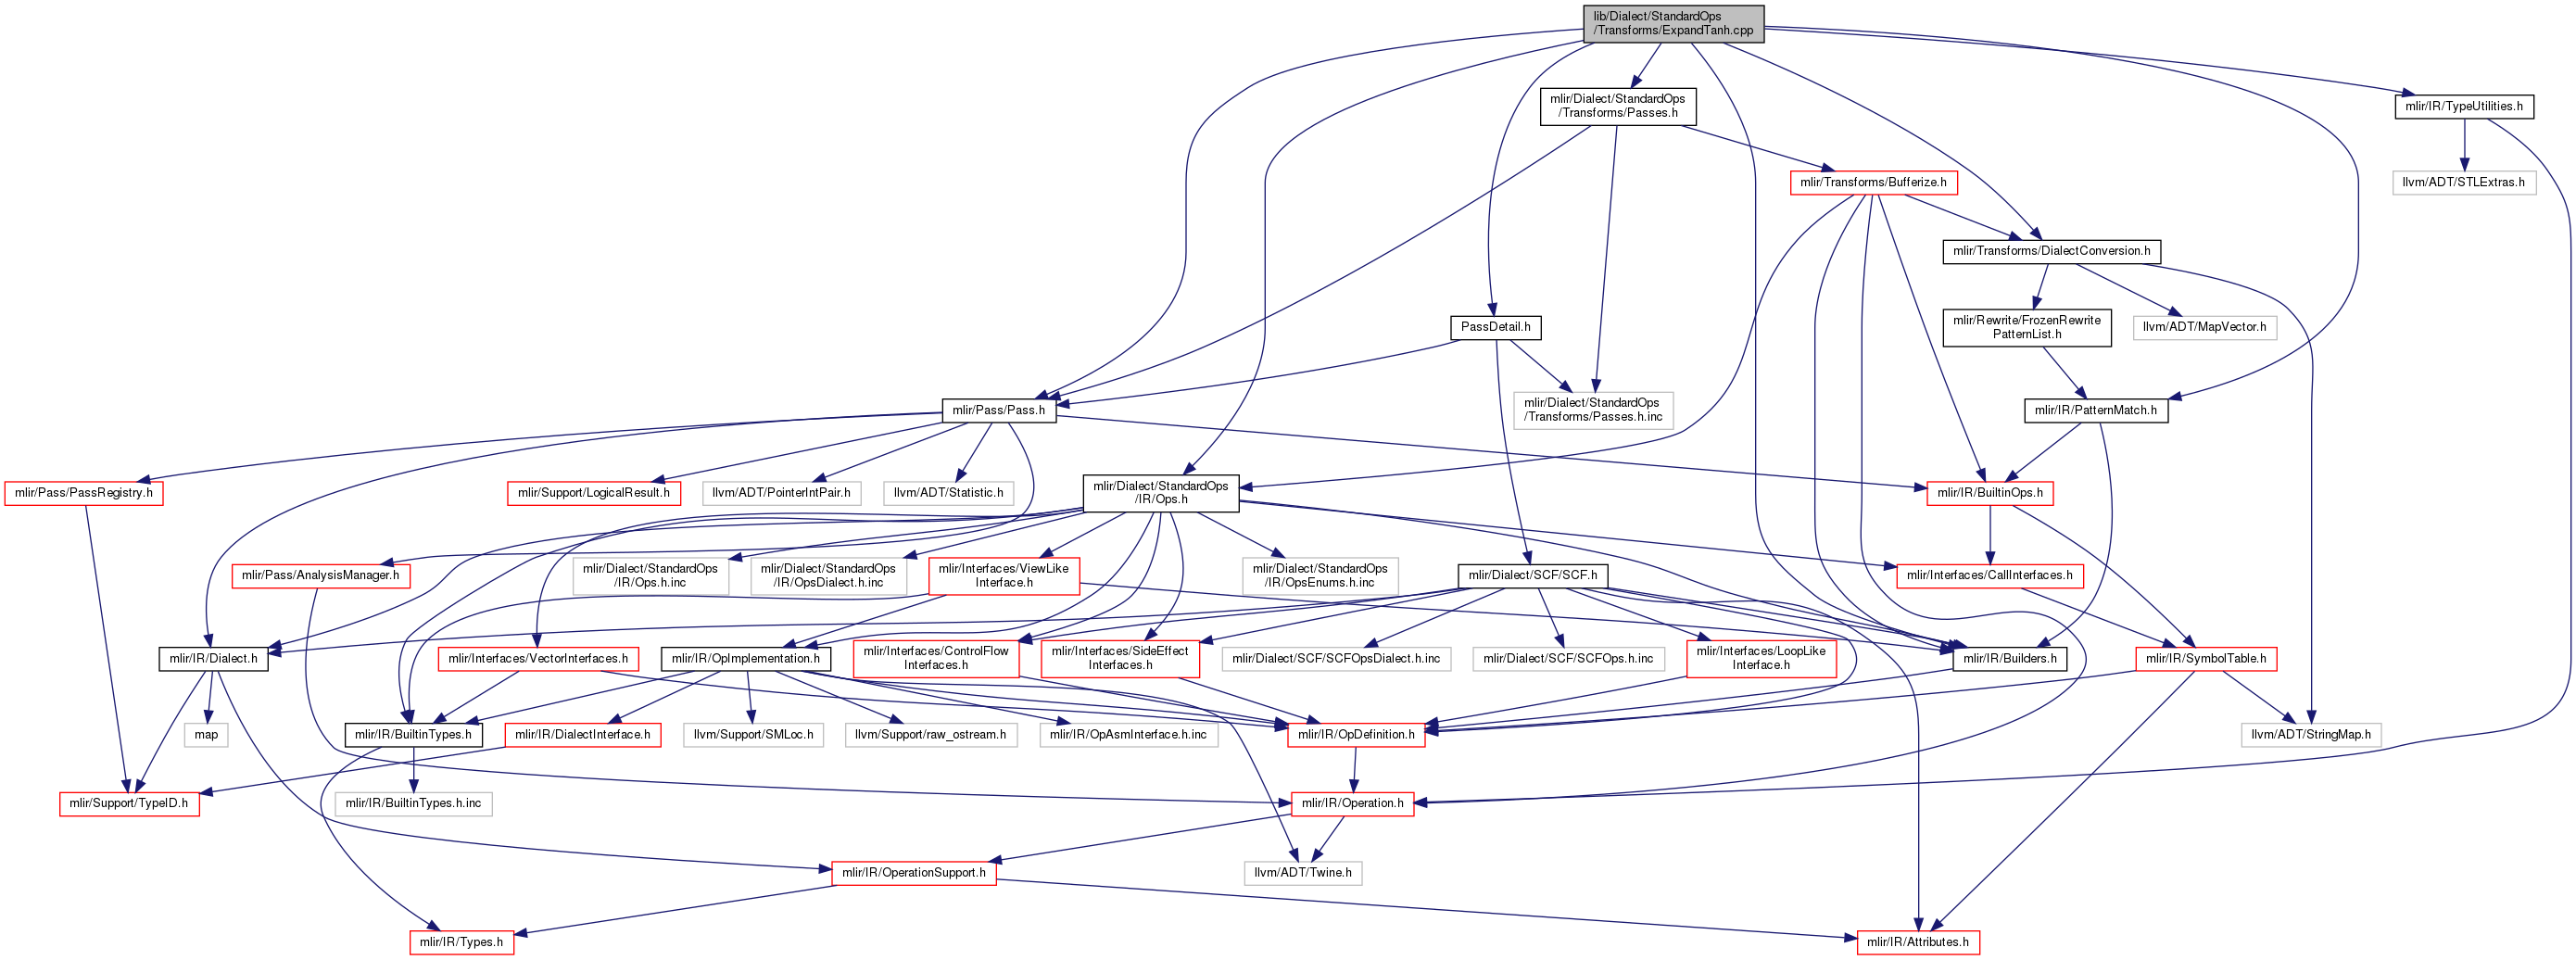 lib/Dialect/StandardOps
/Transforms/ExpandTanh.cpp
mlir/Dialect/StandardOps
/Transforms/Passes.h
mlir/IR/TypeUtilities.h
mlir/Transforms/Bufferize.h
llvm/ADT/STLExtras.h
mlir/Transforms/DialectConversion.h
PassDetail.h
mlir/Rewrite/FrozenRewrite
PatternList.h
llvm/ADT/MapVector.h
mlir/Pass/Pass.h
mlir/Dialect/StandardOps
/Transforms/Passes.h.inc
mlir/IR/PatternMatch.h
mlir/Pass/PassRegistry.h
mlir/Support/LogicalResult.h
llvm/ADT/PointerIntPair.h
llvm/ADT/Statistic.h
mlir/Dialect/StandardOps
/IR/Ops.h
mlir/IR/BuiltinOps.h
mlir/Pass/AnalysisManager.h
mlir/Dialect/StandardOps
/IR/Ops.h.inc
mlir/Dialect/StandardOps
/IR/OpsDialect.h.inc
mlir/Interfaces/ViewLike
Interface.h
mlir/Dialect/StandardOps
/IR/OpsEnums.h.inc
mlir/Dialect/SCF/SCF.h
mlir/Interfaces/CallInterfaces.h
mlir/IR/Dialect.h
mlir/Interfaces/VectorInterfaces.h
mlir/IR/OpImplementation.h
mlir/Interfaces/ControlFlow
Interfaces.h
mlir/Interfaces/SideEffect
Interfaces.h
mlir/Dialect/SCF/SCFOpsDialect.h.inc
mlir/Dialect/SCF/SCFOps.h.inc
mlir/Interfaces/LoopLike
Interface.h
mlir/IR/Builders.h
mlir/IR/SymbolTable.h
map
mlir/IR/BuiltinTypes.h
mlir/IR/DialectInterface.h
llvm/Support/SMLoc.h
llvm/Support/raw_ostream.h
mlir/IR/OpAsmInterface.h.inc
mlir/IR/OpDefinition.h
llvm/ADT/StringMap.h
mlir/Support/TypeID.h
mlir/IR/BuiltinTypes.h.inc
mlir/IR/Operation.h
mlir/IR/OperationSupport.h
llvm/ADT/Twine.h
mlir/IR/Types.h
mlir/IR/Attributes.h